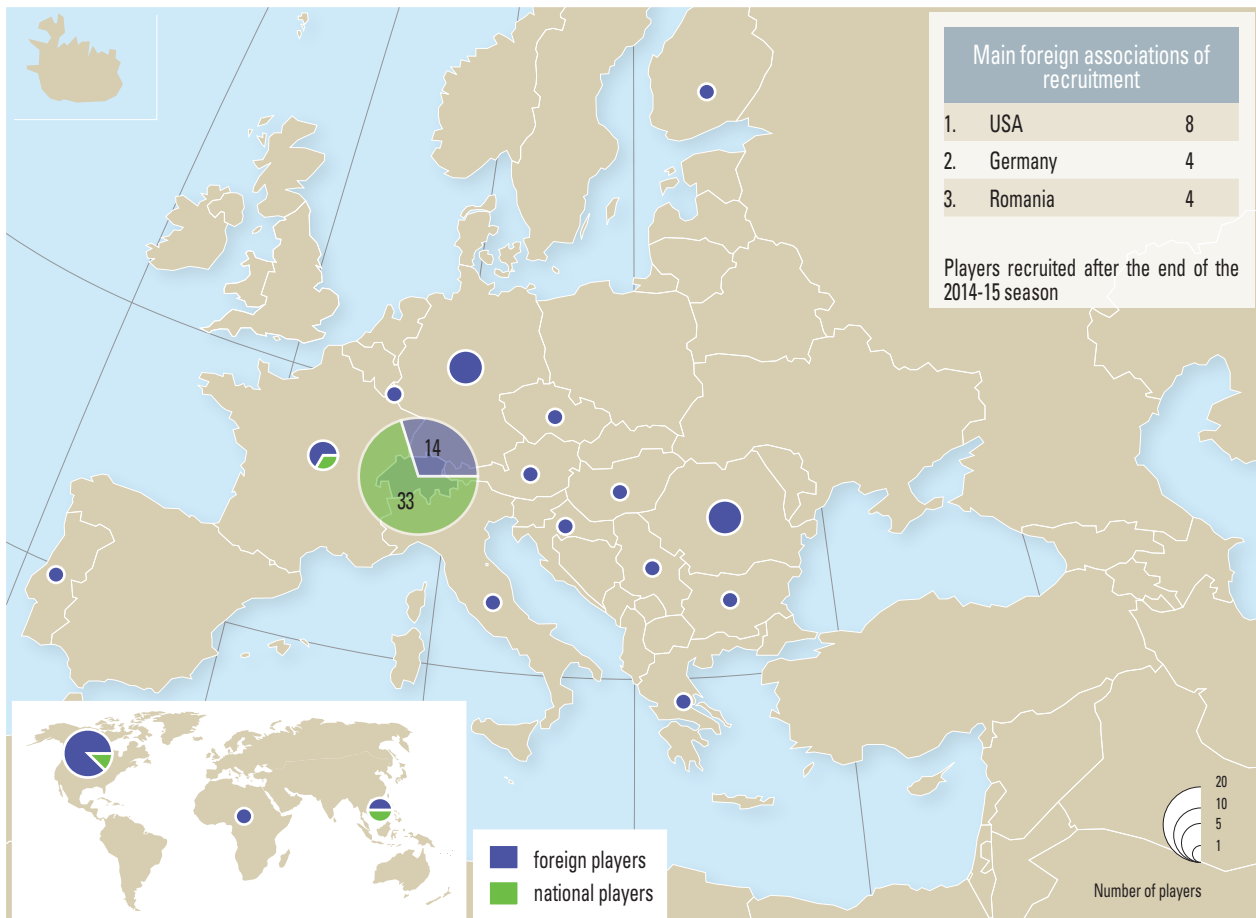 Main foreign associations of
recruitment
1. USA 8
2. Germany 4
3. Romania 4
Players recruited after the end of the
2014-15 season
14
33
foreign players
national players
20
10
5
1
Number of players